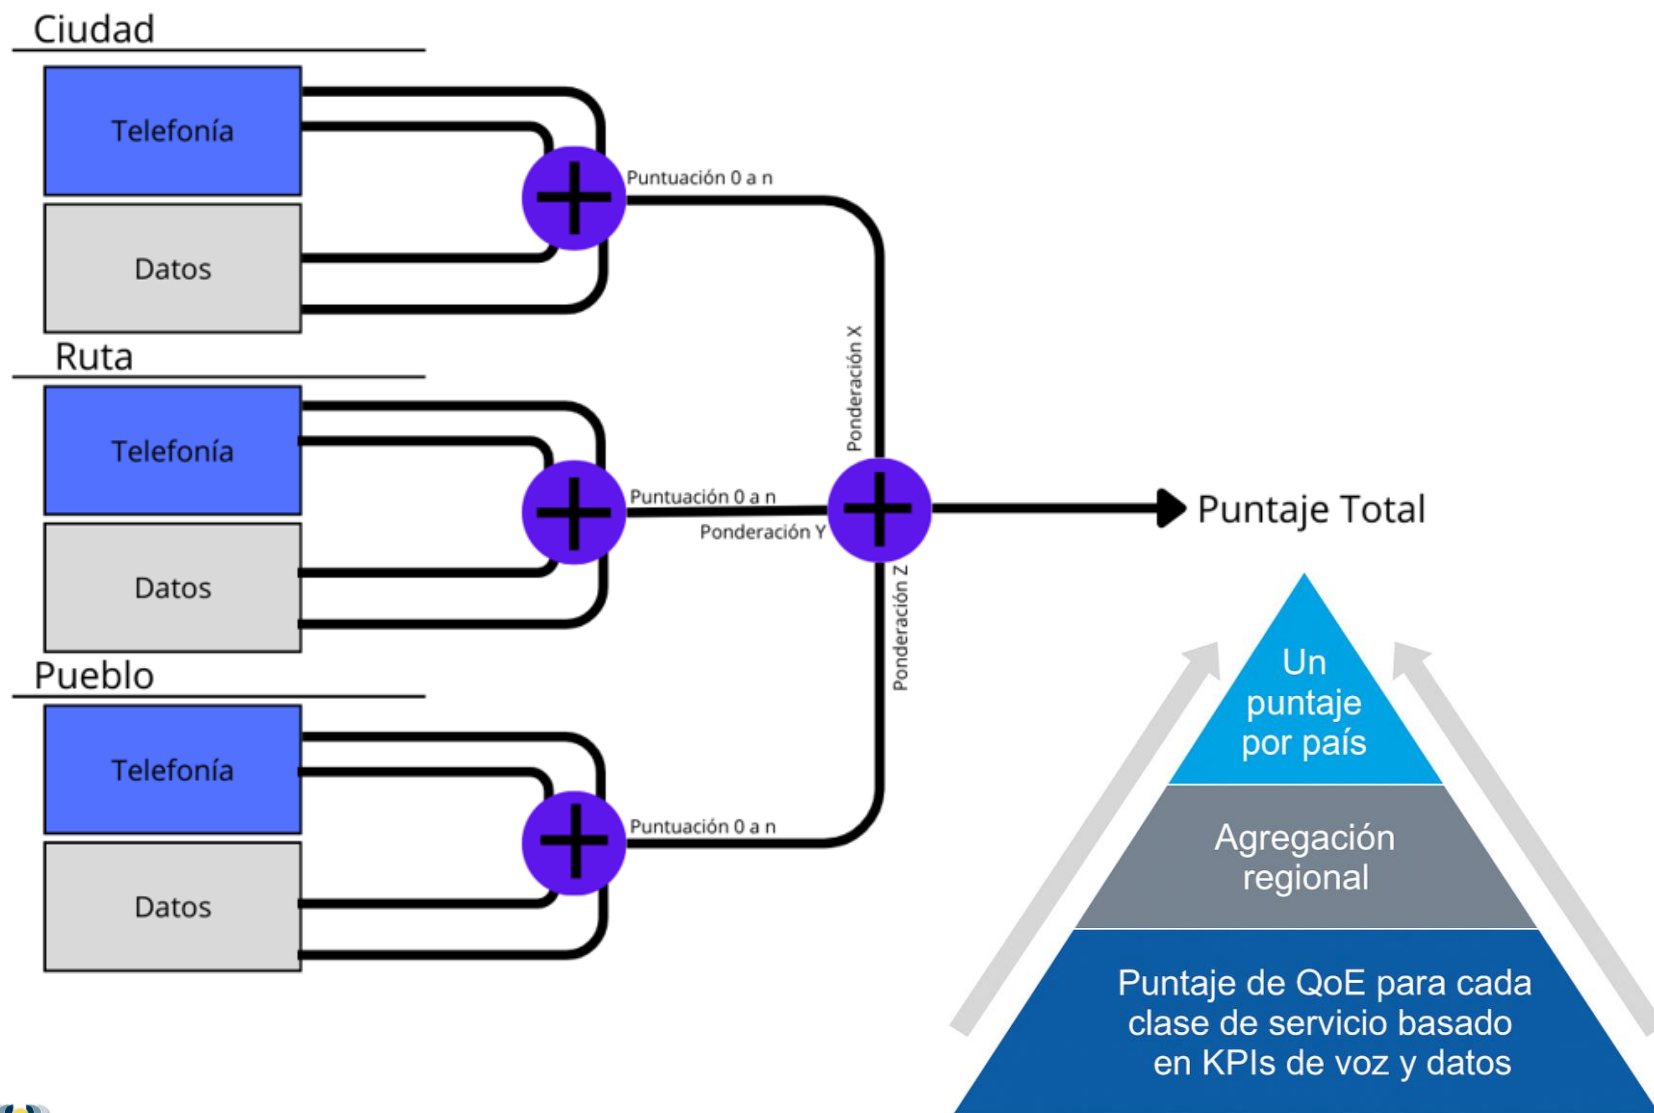 Ciudad
Telefonía
Datos
Puntuación 0 a n
Ponderación X
Ruta
Telefonía
Datos
Puntuación 0 a n
Ponderación Y
Puntaje Total
Pueblo
Telefonía
Datos
Puntuación 0 a n
Ponderación Z
Un
puntaje
por país
Agregación
regional
Puntaje de QoE para cada
clase de servicio basado
en KPIs de voz y datos